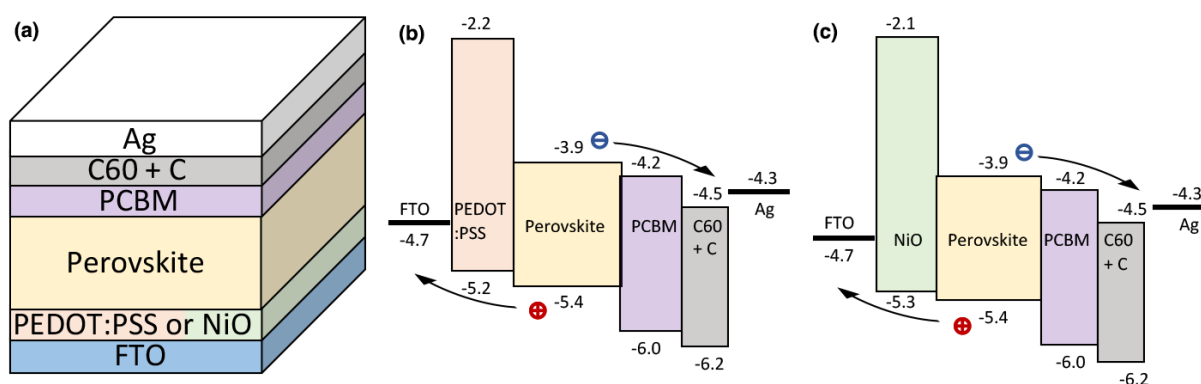 (a)
Ag
C60 + C
PCBM
Perovskite
PEDOT:PSS or NiO
FTO
(b)
-2.2
-3.9
-4.2
-4.5
-4.3
Ag
FTO
-4.7
PEDOT
:PSS
Perovskite
PCBM
C60
+ C
-5.2
-5.4
-6.0
-6.2
(c)
-2.1
-3.9
-4.2
-4.5
-4.3
Ag
FTO
-4.7
NiO
Perovskite
PCBM
C60
+ C
-5.3
-5.4
-6.0
-6.2